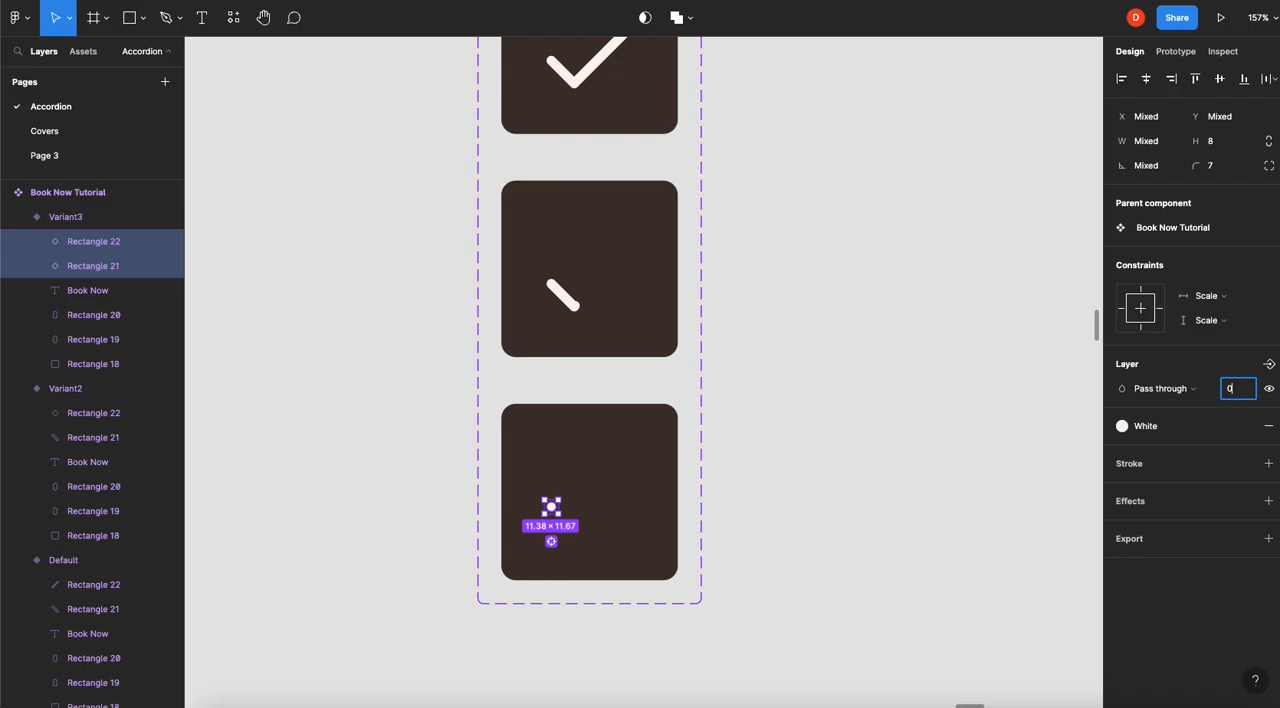 Share
157%
Layers
Assets
Accordion
Pages
Accordion
Covers
Page 3
Book Now Tutorial
Variant3
Rectangle 22
Rectangle 21
Book Now
Rectangle 20
Rectangle 19
Rectangle 18
Variant2
Rectangle 22
Rectangle 21
Book Now
Rectangle 20
Rectangle 19
Rectangle 18
Default
Rectangle 22
Rectangle 21
Book Now
Rectangle 20
Rectangle 19
Rectangle 18
11.38 × 11.67
D
Design Prototype Inspect
X Mixed Y Mixed
W Mixed H 8
Mixed 7
Parent component
Book Now Tutorial
Constraints
Scale
Scale
Layer
Pass through 0
White
Stroke
Effects
Export
?